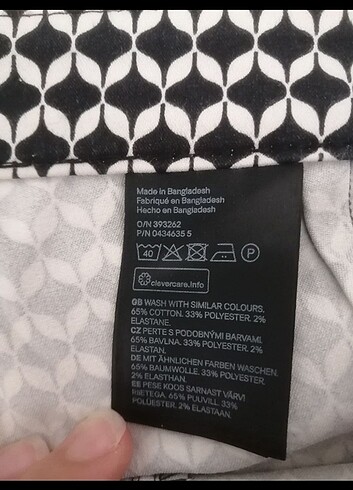 Made in Bangladesh
Fabriqué en Bangladesh
Hecho en Bangladesh
O/N 393262
P/N 0434635 5
40
P
clevercare.info
GB WASH WITH SIMILAR COLOURS,
65% COTTON. 33% POLYESTER. 2%
ELASTANE.
CZ PERTE S PODOBNÝMI BARVAMI.
65% BAVLNA. 33% POLYESTER. 2%
ELASTAN.
DE MIT ÄHNLICHEN FARBEN WASCHEN.
65% BAUMWOLLE. 33% POLYESTER.
2% ELASTHAN.
EE PESE KOOS SARNAST VÄRVI
RIIETEGA. 65% PUUVILL. 33%
POLÜESTER. 2% ELASTAAN.